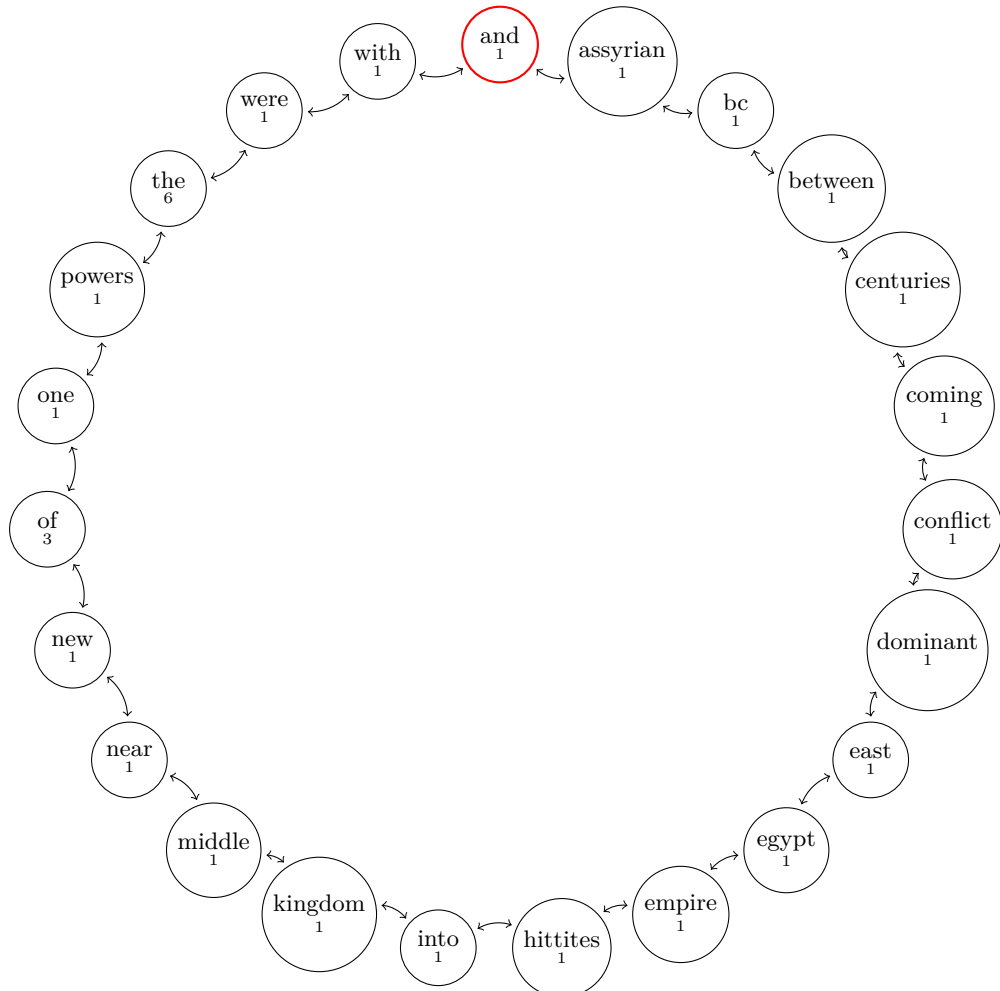 and
1
assyrian
1
bc
1
between
1
centuries
1
coming
1
conflict
1
dominant
1
east
1
egypt
1
empire
1
hittites
1
into
1
kingdom
1
middle
1
near
1
new
1
of
3
one
1
powers
1
the
6
were
1
with
1